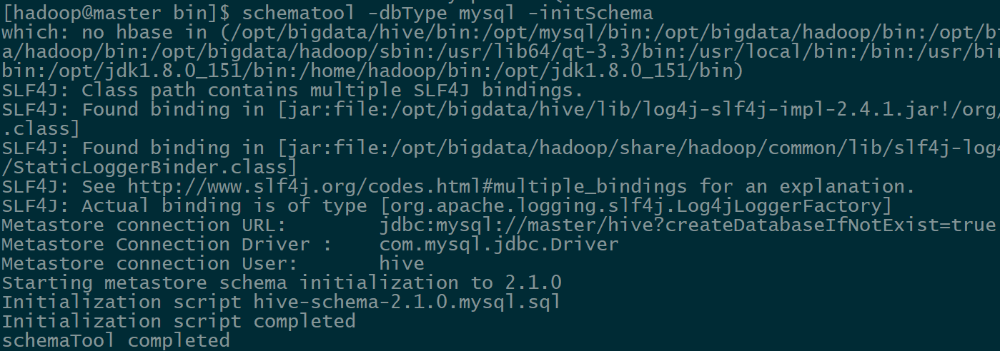 [hadoop@master bin]$ schematool -dbType mysql -initSchema
which: no hbase in (/opt/bigdata/hive/bin:/opt/mysql/bin:/opt/bigdata/hadoop/bin:/opt/bi
a/hadoop/bin:/opt/bigdata/hadoop/sbin:/usr/lib64/qt-3.3/bin:/usr/local/bin:/bin:/usr/bin
bin:/opt/jdk1.8.0_151/bin:/home/hadoop/bin:/opt/jdk1.8.0_151/bin)
SLF4J: Class path contains multiple SLF4J bindings.
SLF4J: Found binding in [jar:file:/opt/bigdata/hive/lib/log4j-slf4j-impl-2.4.1.jar!/org/
.class]
SLF4J: Found binding in [jar:file:/opt/bigdata/hadoop/share/hadoop/common/lib/slf4j-log4
/StaticLoggerBinder.class]
SLF4J: See http://www.slf4j.org/codes.html#multiple_bindings for an explanation.
SLF4J: Actual binding is of type [org.apache.logging.slf4j.Log4jLoggerFactory]
Metastore connection URL: jdbc:mysql://master/hive?createDatabaseIfNotExist=true
Metastore Connection Driver : com.mysql.jdbc.Driver
Metastore connection User: hive
Starting metastore schema initialization to 2.1.0
Initialization script hive-schema-2.1.0.mysql.sql
Initialization script completed
schemaTool completed